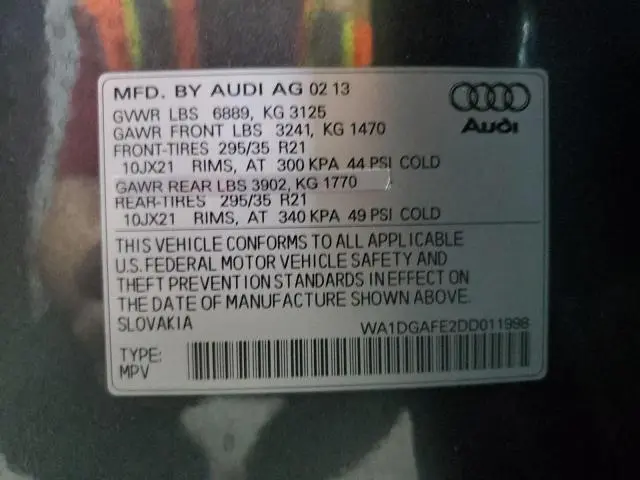 MFD. BY AUDI AG 02 13
GVWR LBS 6889, KG 3125
GAWR FRONT LBS 3241, KG 1470
FRONT-TIRES 295/35 R21
10JX21 RIMS, AT 300 KPA 44 PSI COLD
GAWR REAR LBS 3902, KG 1770
REAR-TIRES 295/35 R21
10JX21 RIMS, AT 340 KPA 49 PSI COLD
Audi
THIS VEHICLE CONFORMS TO ALL APPLICABLE
U.S. FEDERAL MOTOR VEHICLE SAFETY AND
THEFT PREVENTION STANDARDS IN EFFECT ON
THE DATE OF MANUFACTURE SHOWN ABOVE.
SLOVAKIA WA1DGAFE2DD011998
TYPE:
MPV